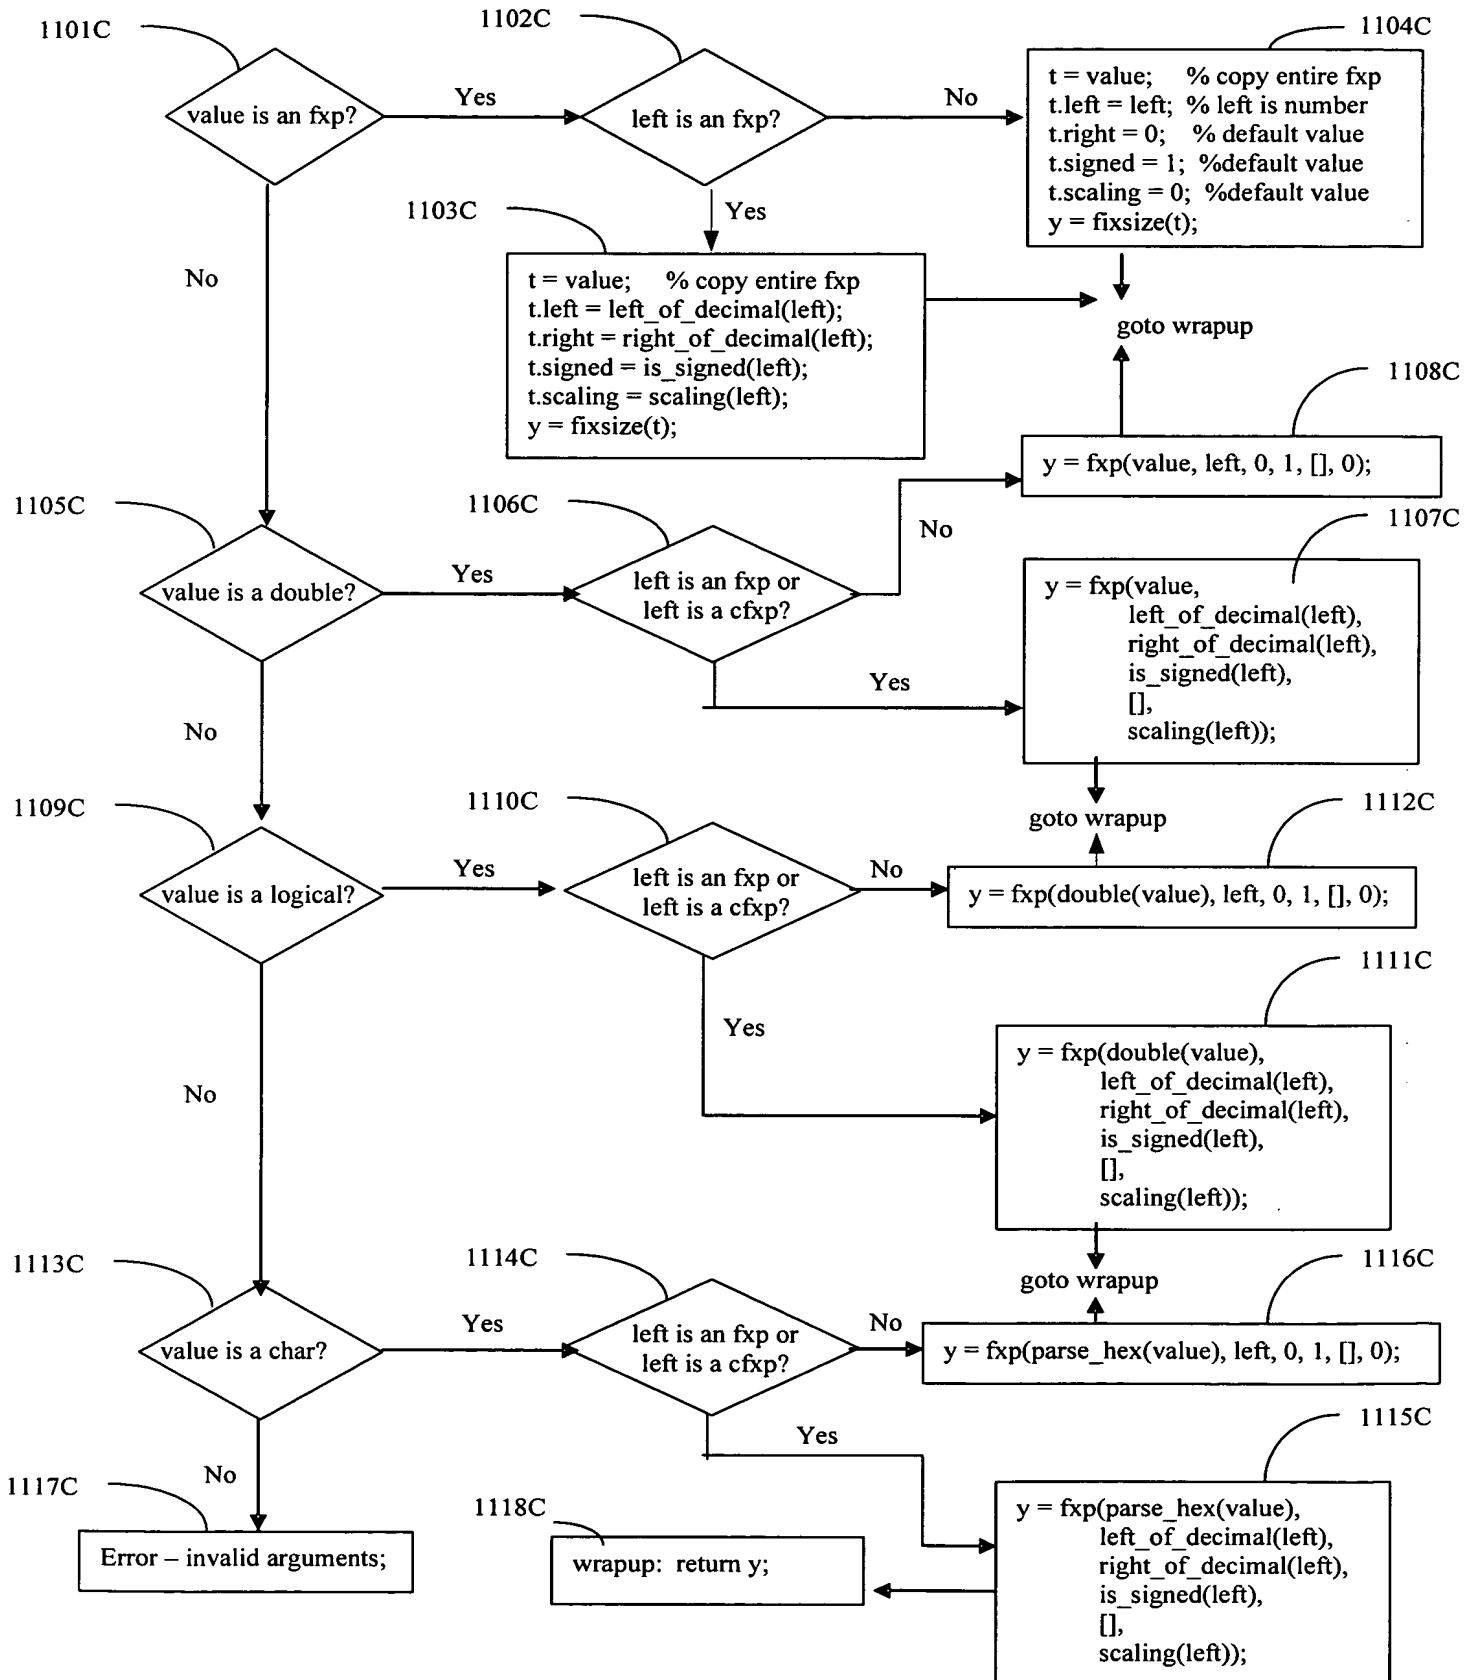 1101C
1102C
1104C
value is an fxp?
Yes
left is an fxp?
No
t = value; % copy entire fxp
t.left = left; % left is number
t.right = 0; % default value
t.signed = 1; %default value
t.scaling = 0; %default value
y = fixsize(t);
1103C
Yes
No
t = value; % copy entire fxp
t.left = left_of_decimal(left);
t.right = right_of_decimal(left);
t.signed = is_signed(left);
t.scaling = scaling(left);
y = fixsize(t);
goto wrapup
1108C
y = fxp(value, left, 0, 1, [], 0);
1105C
1106C
No
1107C
value is a double?
Yes
left is an fxp or
left is a cfxp?
Yes
y = fxp(value,
left_of_decimal(left),
right_of_decimal(left),
is_signed(left),
[],
scaling(left));
No
goto wrapup
1109C
1110C
1112C
value is a logical?
Yes
left is an fxp or
left is a cfxp?
No
y = fxp(double(value), left, 0, 1, [], 0);
1111C
Yes
y = fxp(double(value),
left_of_decimal(left),
right_of_decimal(left),
is_signed(left),
[],
scaling(left));
No
goto wrapup
1113C
1114C
1116C
value is a char?
Yes
left is an fxp or
left is a cfxp?
No
y = fxp(parse_hex(value), left, 0, 1, [], 0);
1115C
Yes
No
1117C
Error – invalid arguments;
1118C
wrapup: return y;
y = fxp(parse_hex(value),
left_of_decimal(left),
right_of_decimal(left),
is_signed(left),
[],
scaling(left));